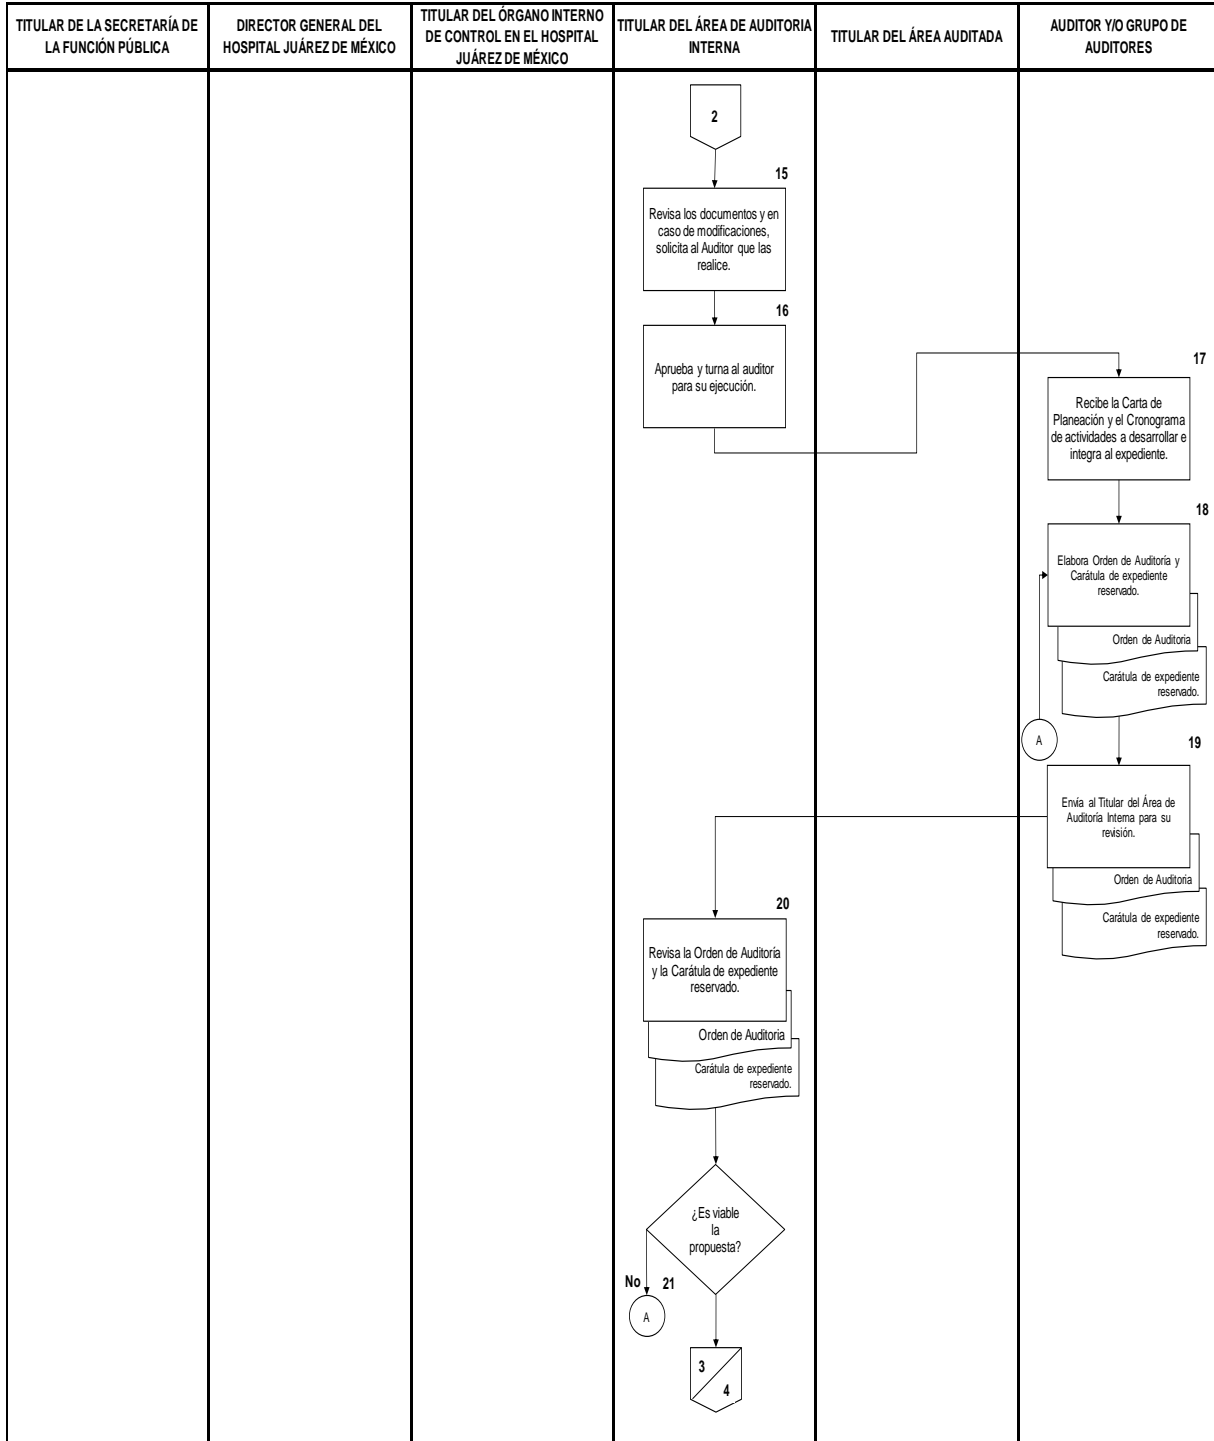 TITULAR DE LA SECRETARÍA DE
LA FUNCIÓN PÚBLICA
DIRECTOR GENERAL DEL
HOSPITAL JUÁREZ DE MÉXICO
TITULAR DEL ÓRGANO INTERNO
DE CONTROL EN EL HOSPITAL
JUÁREZ DE MÉXICO
TITULAR DEL ÁREA DE AUDITORIA
INTERNA
TITULAR DEL ÁREA AUDITADA
AUDITOR Y/O GRUPO DE
AUDITORES
2
15
Revisa los documentos y en
caso de modificaciones,
solicita al Auditor que las
realice.
16
Aprueba y turna al auditor
para su ejecución.
17
Recibe la Carta de
Planeación y el Cronograma
de actividades a desarrollar e
integra al expediente.
18
Elabora Orden de Auditoría y
Carátula de expediente
reservado.
Orden de Auditoria
Carátula de expediente
reservado.
A
19
Envía al Titular del Área de
Auditoría Interna para su
revisión.
Orden de Auditoria
Carátula de expediente
reservado.
20
Revisa la Orden de Auditoría
y la Carátula de expediente
reservado.
Orden de Auditoria
Carátula de expediente
reservado.
¿Es viable
la
propuesta?
No
21
A
3
4